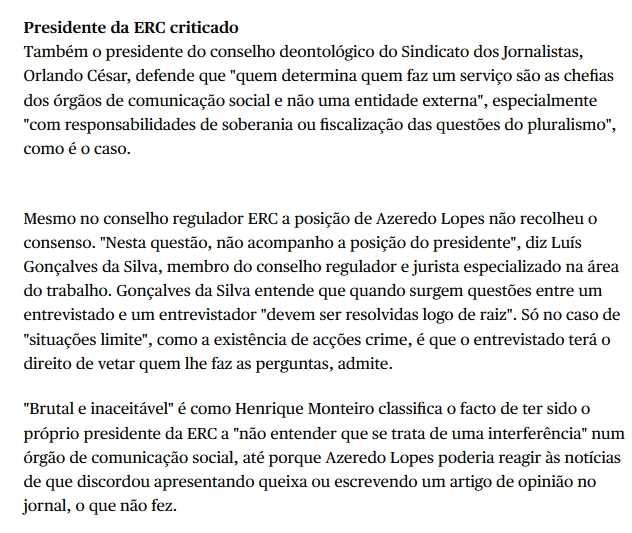 Presidente da ERC criticado
Também o presidente do conselho deontológico do Sindicato dos Jornalistas,
Orlando César, defende que "quem determina quem faz um serviço são as chefias
dos órgãos de comunicação social e não uma entidade externa", especialmente
"com responsabilidades de soberania ou fiscalização das questões do pluralismo",
como é o caso.
Mesmo no conselho regulador ERC a posição de Azeredo Lopes não recolheu o
consenso. "Nesta questão, não acompanho a posição do presidente", diz Luís
Gonçalves da Silva, membro do conselho regulador e jurista especializado na área
do trabalho. Gonçalves da Silva entende que quando surgem questões entre um
entrevistado e um entrevistador "devem ser resolvidas logo de raiz". Só no caso de
"situações limite", como a existência de acções crime, é que o entrevistado terá o
direito de vetar quem lhe faz as perguntas, admite.
"Brutal e inaceitável" é como Henrique Monteiro classifica o facto de ter sido o
próprio presidente da ERC a "não entender que se trata de uma interferência" num
órgão de comunicação social, até porque Azeredo Lopes poderia reagir às notícias
de que discordou apresentando queixa ou escrevendo um artigo de opinião no
jornal, o que não fez.